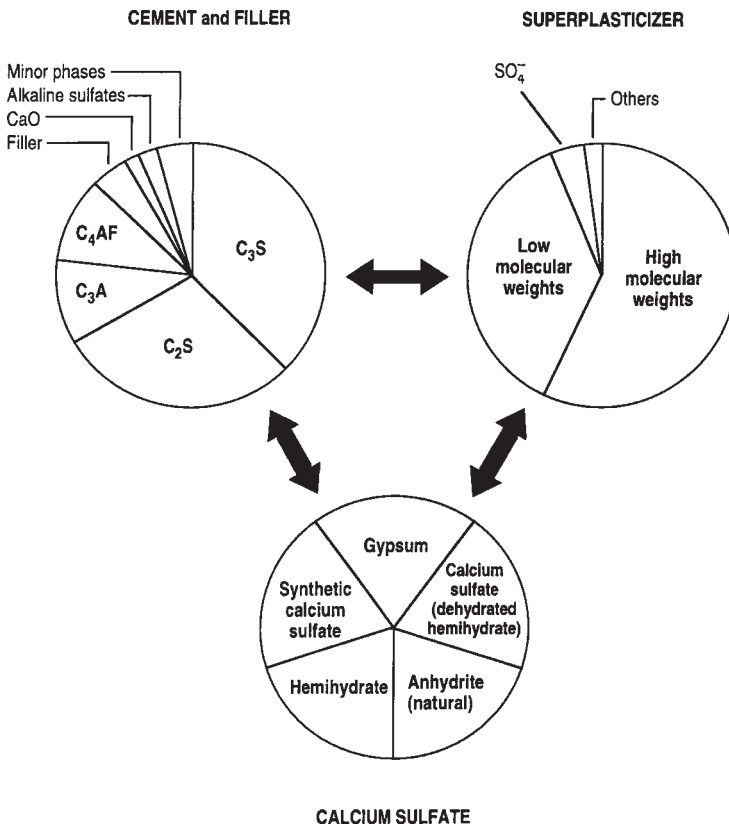 CEMENT and FILLER
Minor phases
Alkaline sulfates
CaO
Filler
C₄AF
C₃A
C₂S
C₃S
SUPERPLASTICIZER
SO₄⁻
Others
Low
molecular
weights
High
molecular
weights
Gypsum
Synthetic
calcium
sulfate
Calcium
sulfate
(dehydrated
hemihydrate)
Hemihydrate
Anhydrite
(natural)
CALCIUM SULFATE